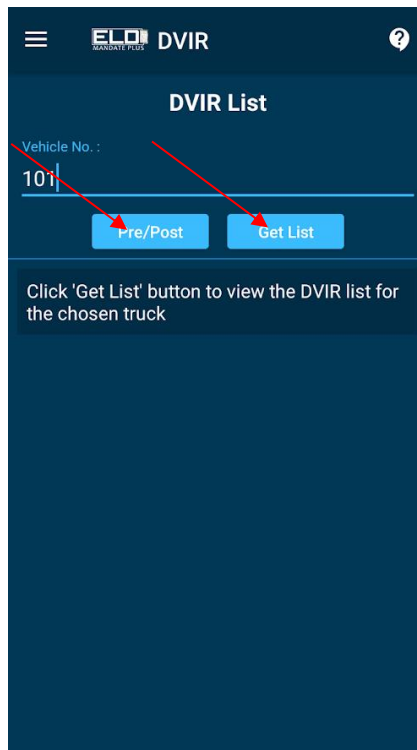 ELD DVIR
MANDATE PLUS
DVIR List
Vehicle No. :
101
Pre/Post Get List
Click 'Get List' button to view the DVIR list for
the chosen truck